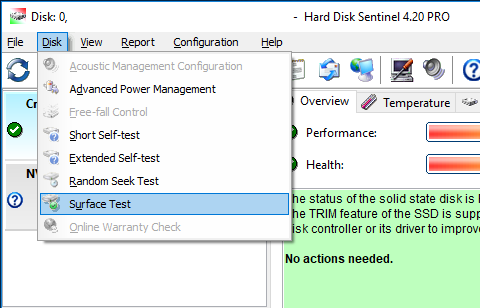 Disk: 0, - Hard Disk Sentinel 4.20 PRO
File Disk View Report Configuration Help
Acoustic Management Configuration
Advanced Power Management
Free-fall Control
Short Self-test
Extended Self-test
Random Seek Test
Surface Test
Online Warranty Check
Overview Temperature
Performance:
Health:
he status of the solid state disk is
he TRIM feature of the SSD is supp
isk controller or its driver to improve
No actions needed.